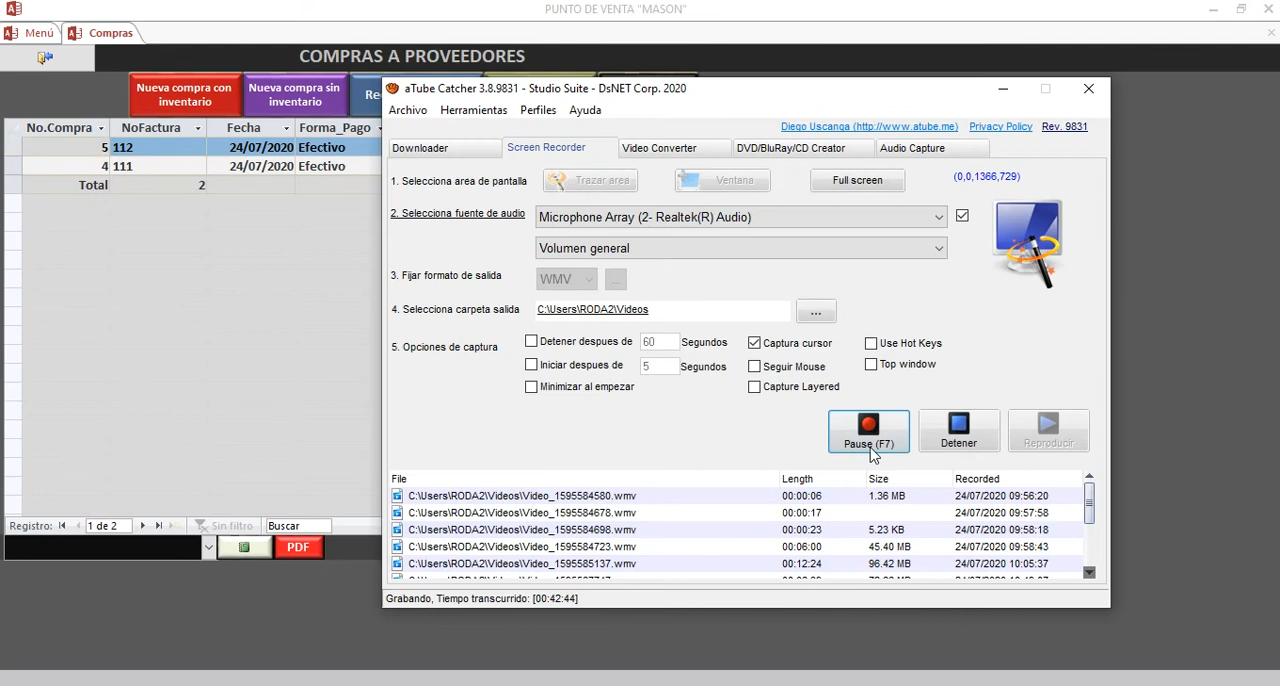 PUNTO DE VENTA "MASON"
Menú
Compras
COMPRAS A PROVEEDORES
Nueva compra con inventario
Nueva compra sin inventario
Re
No.Compra NoFactura Fecha Forma_Pago
5 112 24/07/2020 Efectivo
4 111 24/07/2020 Efectivo
Total 2
Registro: 1 de 2 Sin filtro Buscar
PDF
aTube Catcher 3.8.9831 - Studio Suite - DsNET Corp. 2020
Archivo Herramientas Perfiles Ayuda
Diego Uscanga (http://www.atube.me) Privacy Policy Rev. 9831
Downloader Screen Recorder Video Converter DVD/BluRay/CD Creator Audio Capture
1. Selecciona area de pantalla Trazar area Ventana Full screen (0,0,1366,729)
2. Selecciona fuente de audio Microphone Array (2- Realtek(R) Audio)
Volumen general
3. Fijar formato de salida WMV ...
4. Selecciona carpeta salida C:\Users\RODA2\Videos ...
5. Opciones de captura
Detener despues de 60 Segundos Captura cursor Use Hot Keys
Iniciar despues de 5 Segundos Seguir Mouse Top window
Minimizar al empezar Capture Layered
Pause (F7) Detener Reproducir
File Length Size Recorded
C:\Users\RODA2\Videos\Video_1595584580.wmv 00:00:06 1.36 MB 24/07/2020 09:56:20
C:\Users\RODA2\Videos\Video_1595584678.wmv 00:00:17 24/07/2020 09:57:58
C:\Users\RODA2\Videos\Video_1595584698.wmv 00:00:23 5.23 KB 24/07/2020 09:58:18
C:\Users\RODA2\Videos\Video_1595584723.wmv 00:06:00 45.40 MB 24/07/2020 09:58:43
C:\Users\RODA2\Videos\Video_1595585137.wmv 00:12:24 96.42 MB 24/07/2020 10:05:37
Grabando, Tiempo transcurrido: [00:42:44]